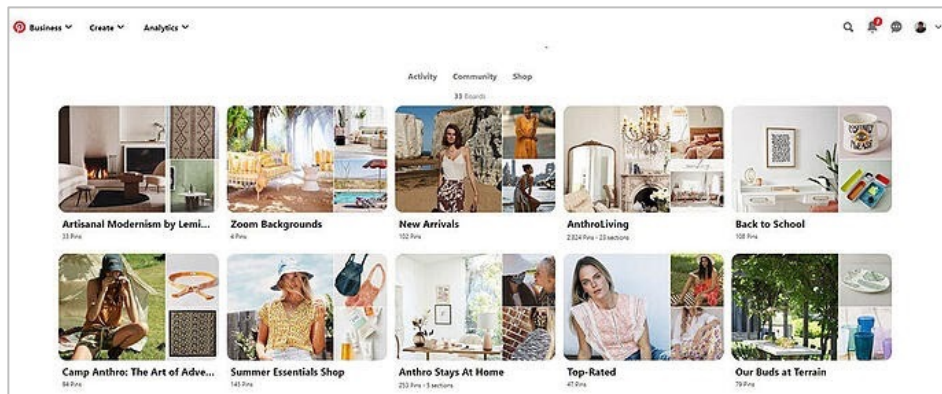 Business Create Analytics
2
Activity Community Shop
33 Boards
Artisanal Modernism by Lemi... Zoom Backgrounds New Arrivals AnthroLiving Back to School
33 Pins 4 Pins 102 Pins 2,324 Pins · 23 sections 108 Pins
Camp Anthro: The Art of Adve... Summer Essentials Shop Anthro Stays At Home Top-Rated Our Buds at Terrain
94 Pins 145 Pins 253 Pins · 5 sections 47 Pins 79 Pins